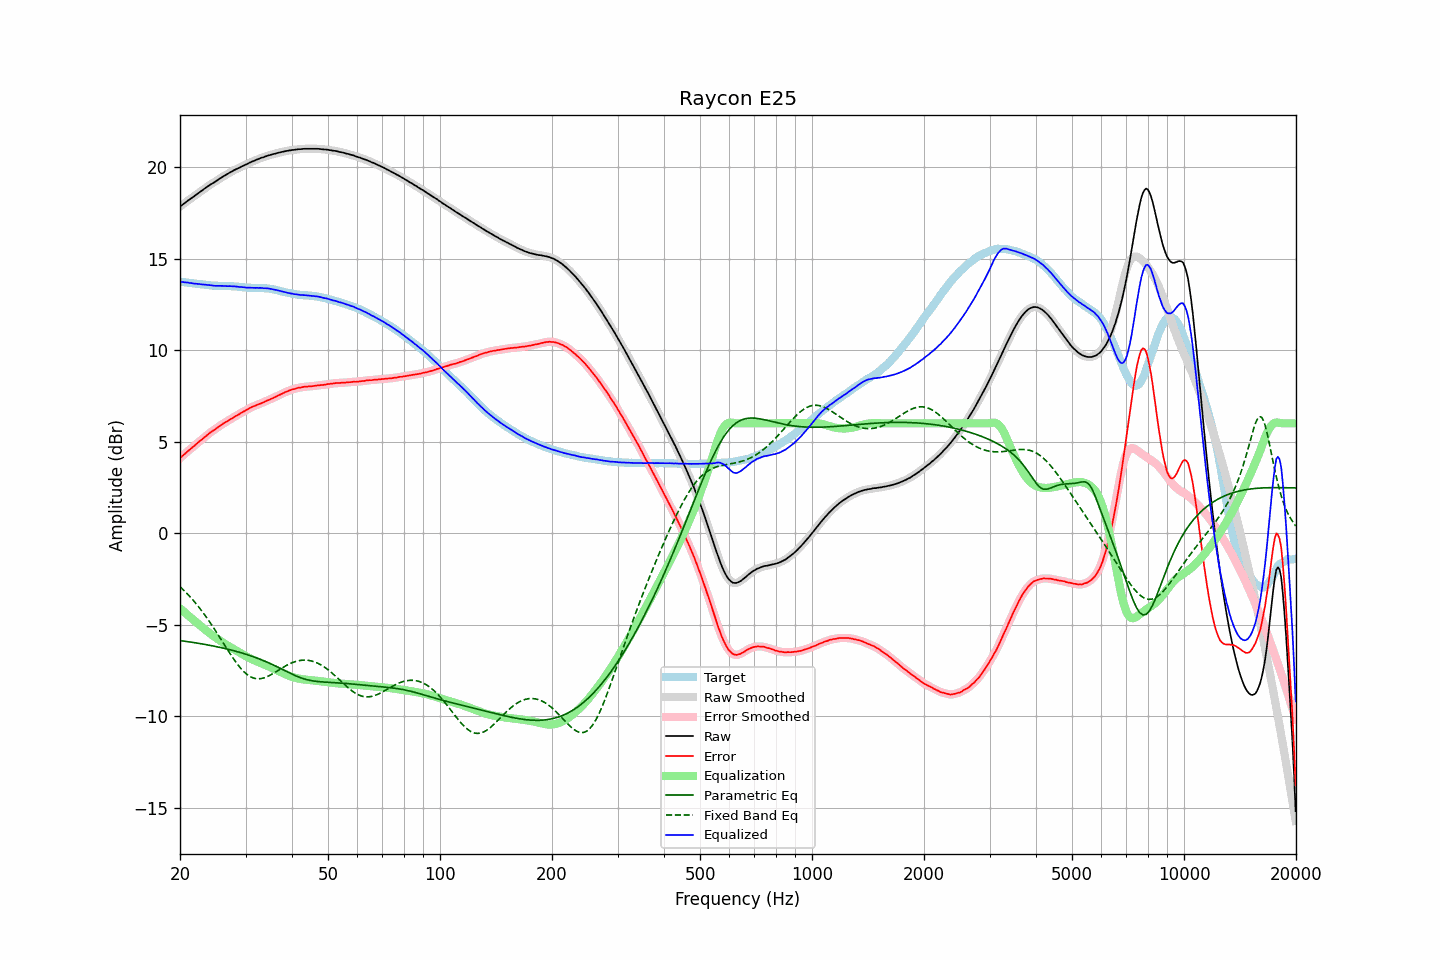 Raycon E25
Amplitude (dBr)
20
15
10
5
0
−5
−10
−15
Target
Raw Smoothed
Error Smoothed
Raw
Error
Equalization
Parametric Eq
Fixed Band Eq
Equalized
20 50 100 200 500 1000 2000 5000 10000 20000
Frequency (Hz)